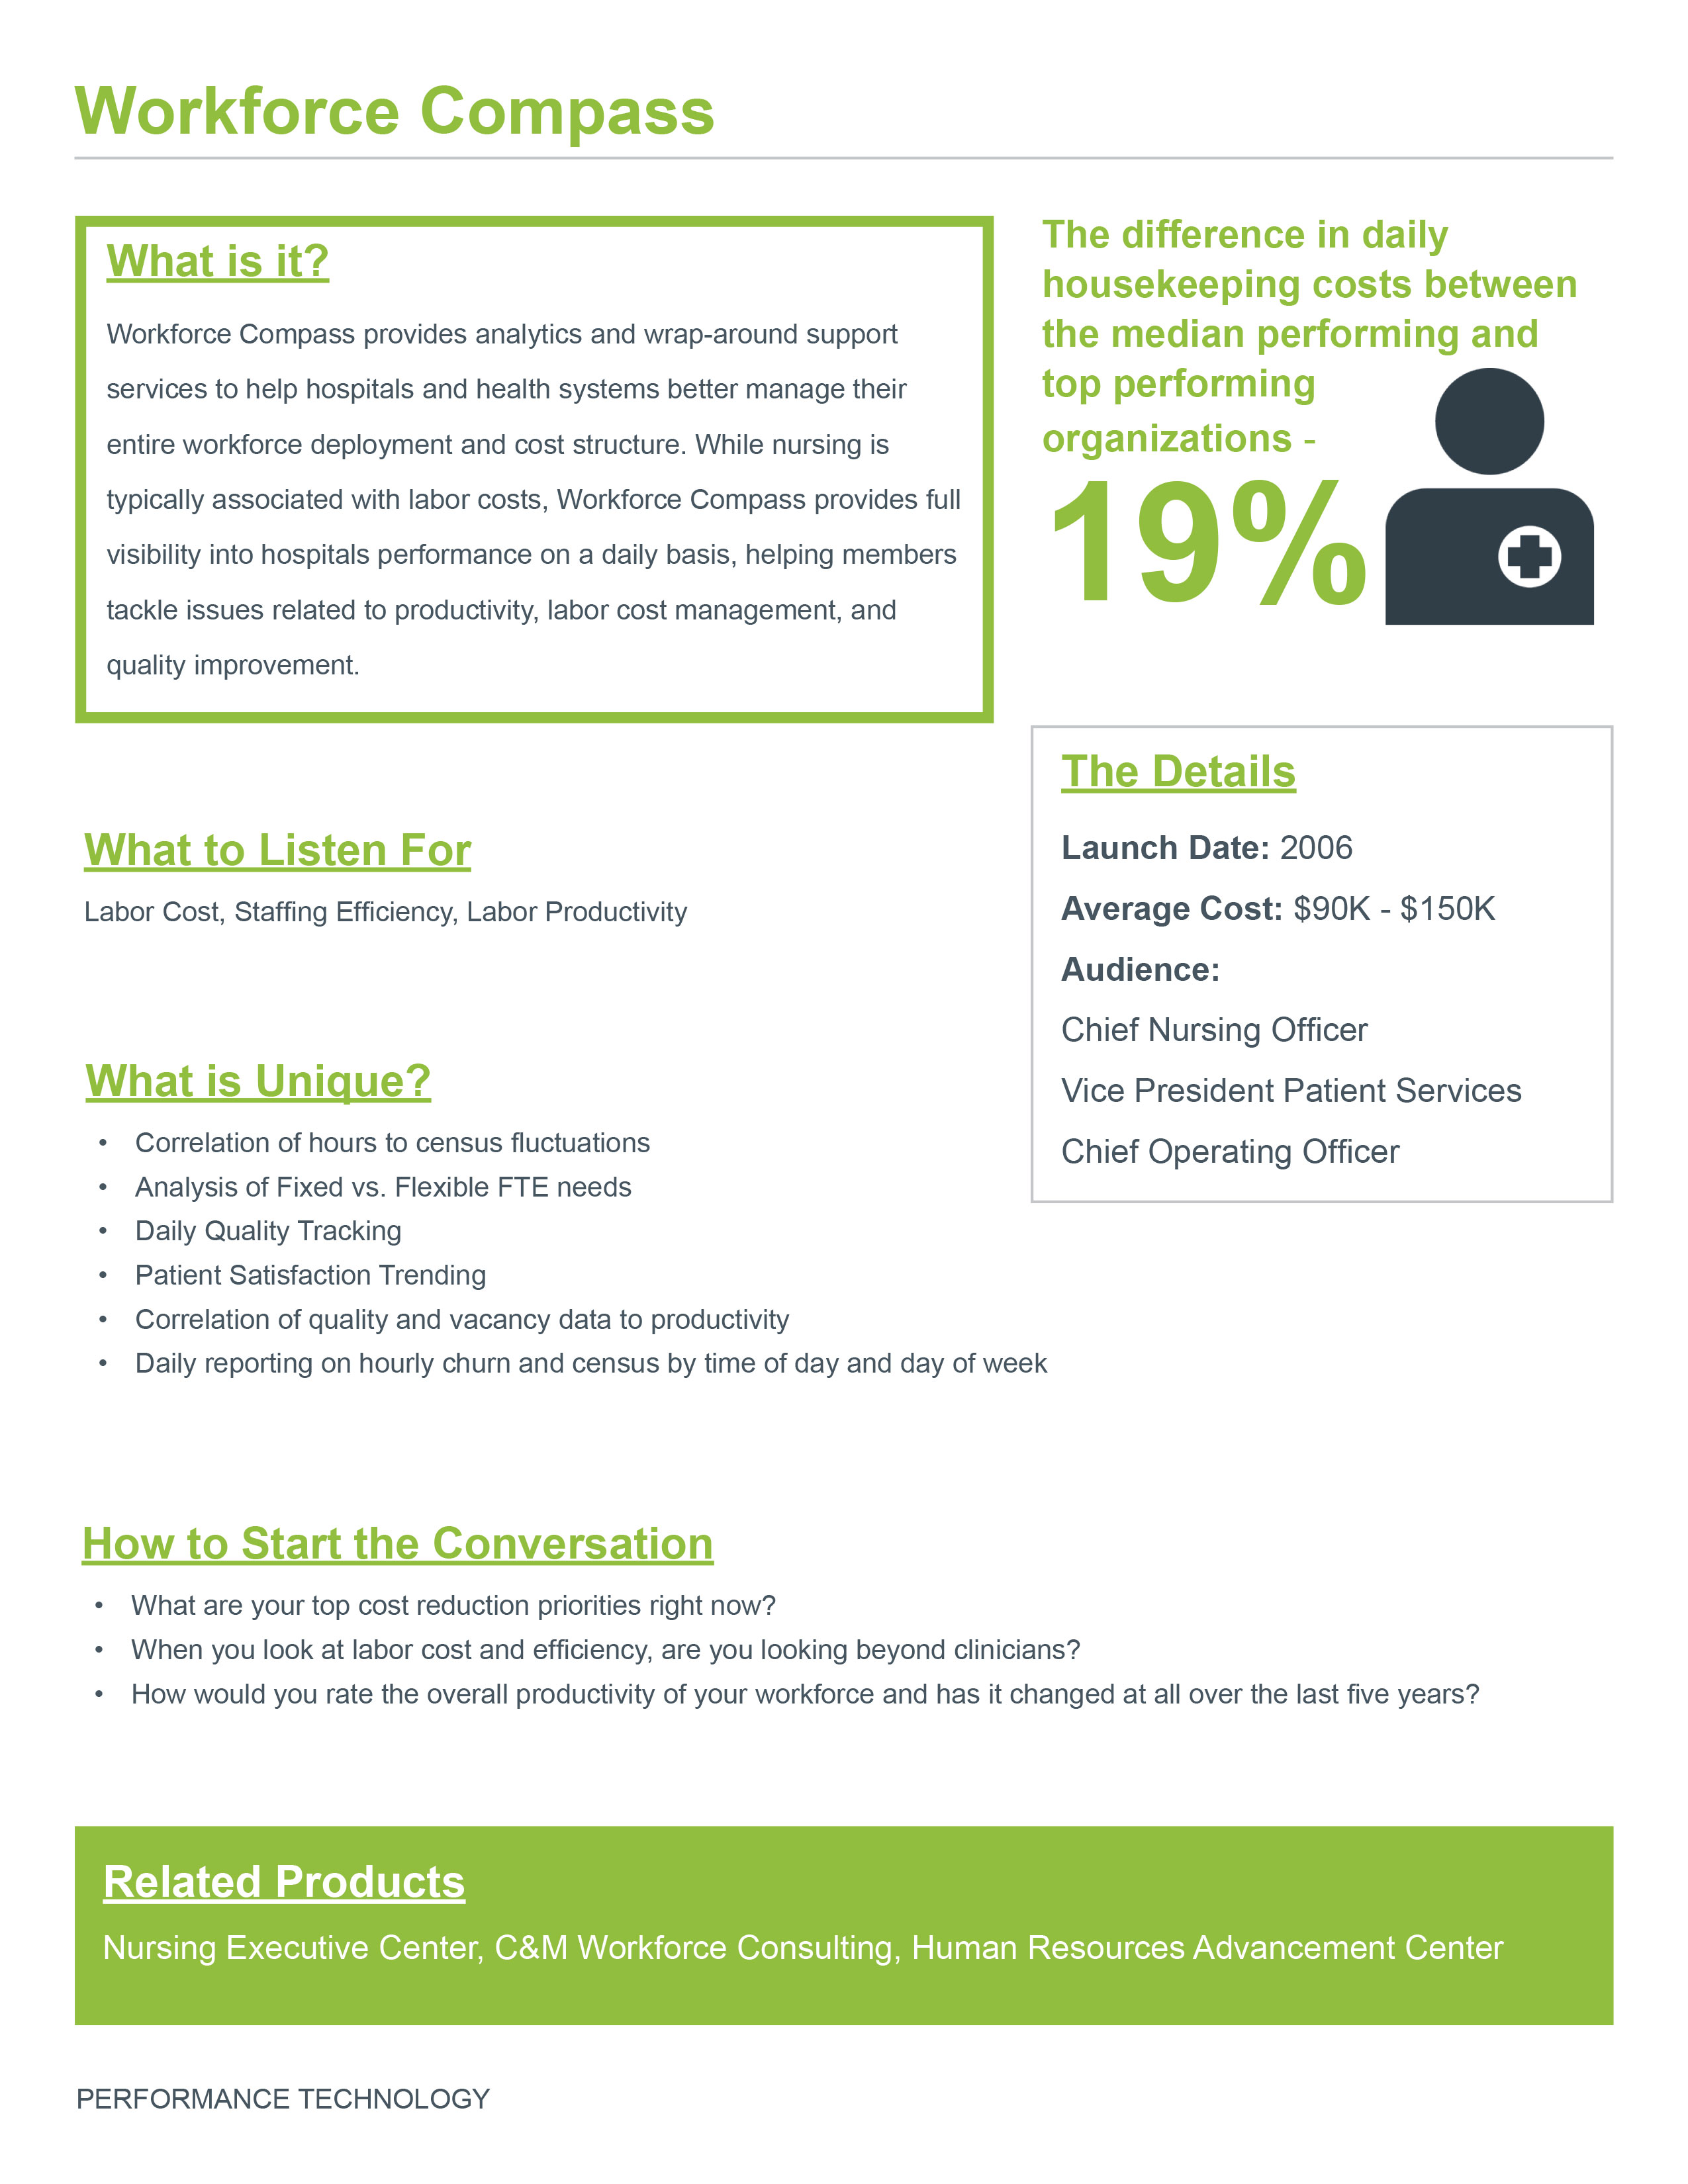 Workforce Compass
What is it?
Workforce Compass provides analytics and wrap-around support
services to help hospitals and health systems better manage their
entire workforce deployment and cost structure. While nursing is
typically associated with labor costs, Workforce Compass provides full
visibility into hospitals performance on a daily basis, helping members
tackle issues related to productivity, labor cost management, and
quality improvement.
The difference in daily
housekeeping costs between
the median performing and
top performing
organizations -
19%
The Details
Launch Date: 2006
Average Cost: $90K - $150K
Audience:
Chief Nursing Officer
Vice President Patient Services
Chief Operating Officer
What to Listen For
Labor Cost, Staffing Efficiency, Labor Productivity
What is Unique?
• Correlation of hours to census fluctuations
• Analysis of Fixed vs. Flexible FTE needs
• Daily Quality Tracking
• Patient Satisfaction Trending
• Correlation of quality and vacancy data to productivity
• Daily reporting on hourly churn and census by time of day and day of week
How to Start the Conversation
• What are your top cost reduction priorities right now?
• When you look at labor cost and efficiency, are you looking beyond clinicians?
• How would you rate the overall productivity of your workforce and has it changed at all over the last five years?
Related Products
Nursing Executive Center, C&M Workforce Consulting, Human Resources Advancement Center
PERFORMANCE TECHNOLOGY